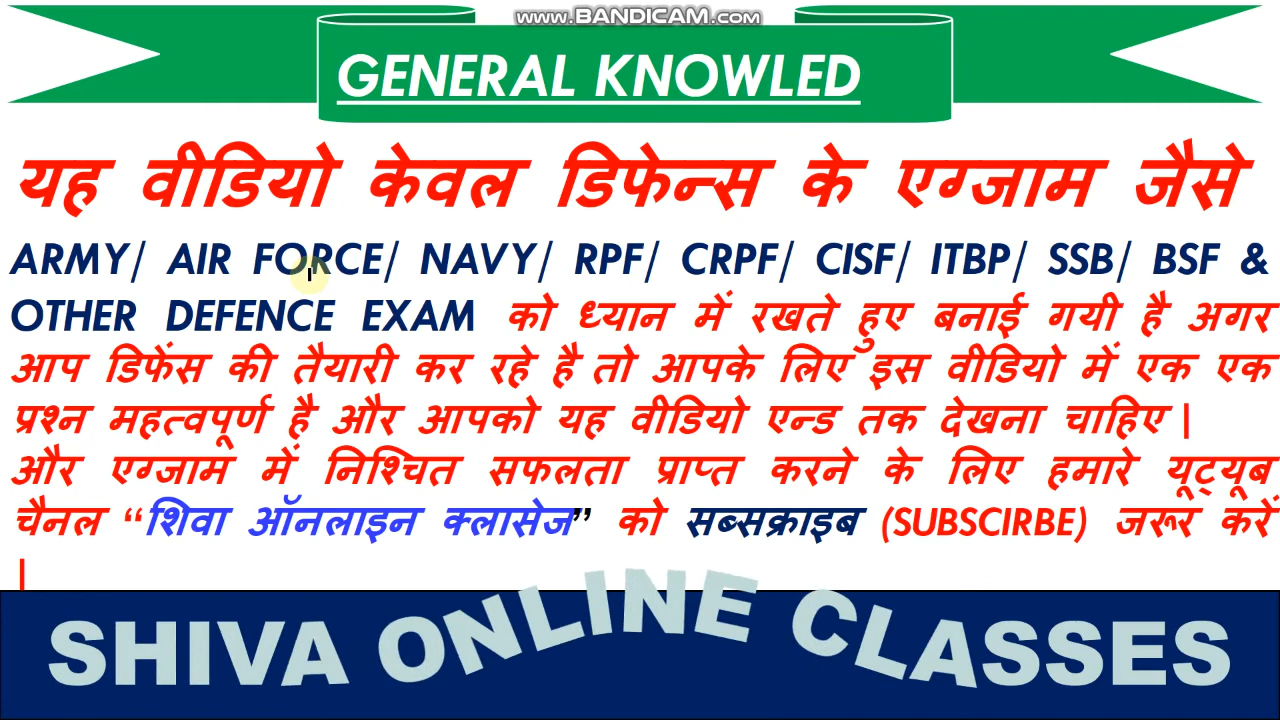 www.BANDICAM.com
GENERAL KNOWLED
यह वीडियो केवल डिफेन्स के एग्जाम जैसे
ARMY/ AIR FORCE/ NAVY/ RPF/ CRPF/ CISF/ ITBP/ SSB/ BSF &
OTHER DEFENCE EXAM को ध्यान में रखते हुए बनाई गयी है अगर
आप डिफेंस की तैयारी कर रहे है तो आपके लिए इस वीडियो में एक एक
प्रश्न महत्वपूर्ण है और आपको यह वीडियो एन्ड तक देखना चाहिए |
और एग्जाम में निश्चित सफलता प्राप्त करने के लिए हमारे यूट्यूब
चैनल “शिवा ऑनलाइन क्लासेज” को सब्सक्राइब (SUBSCIRBE) जरूर करें
|
SHIVA ONLINE CLASSES